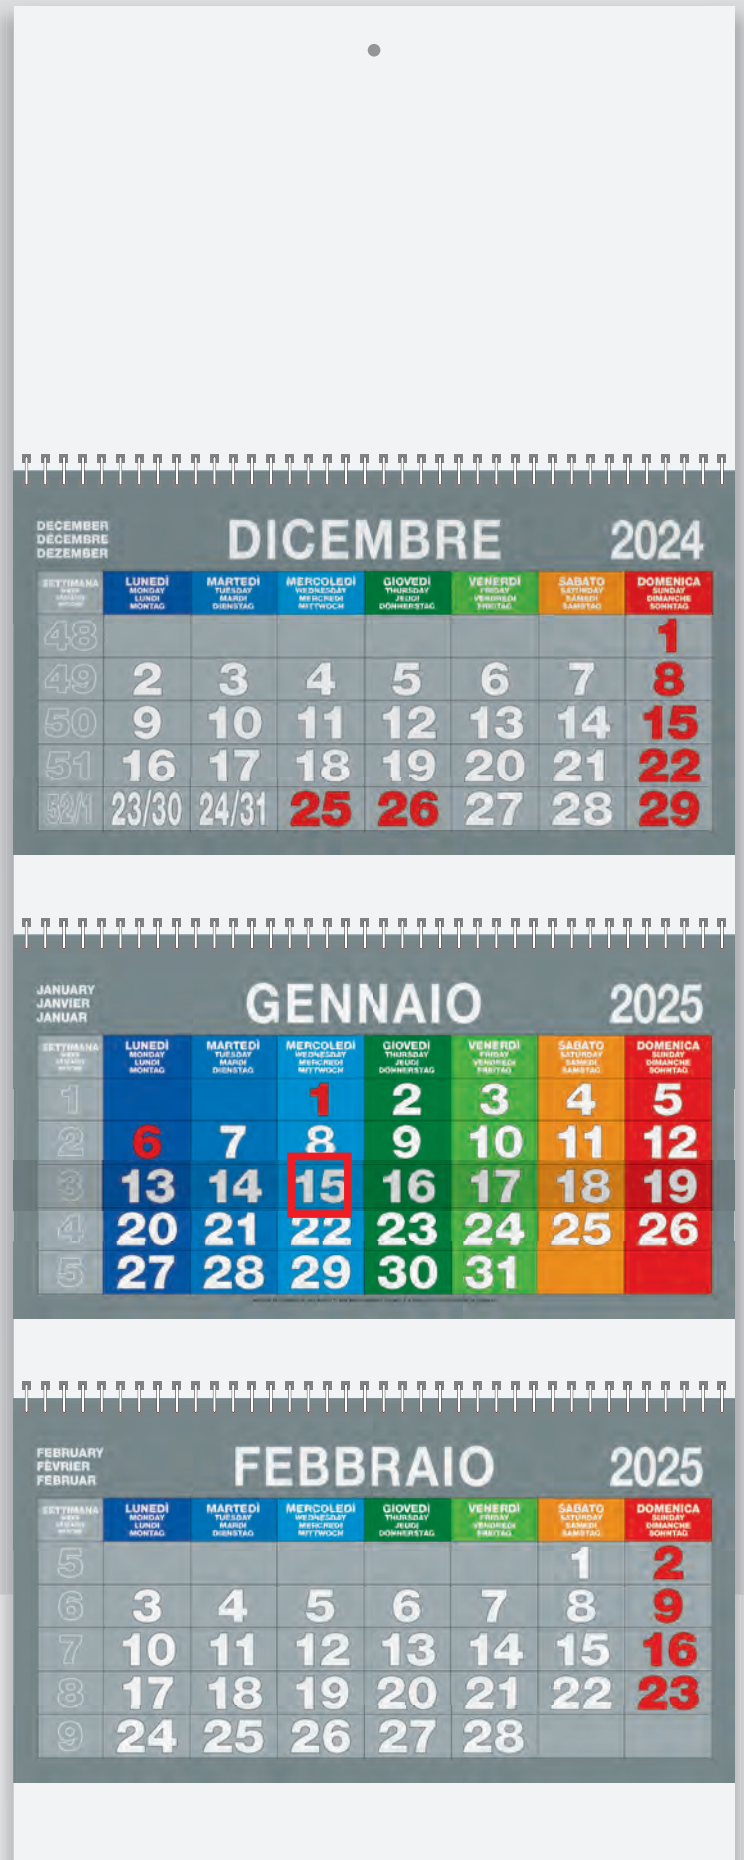 DECEMBER
DÉCEMBRE
DEZEMBER
DICEMBRE 2024
SETTIMANA LUNEDÌ MARTEDÌ MERCOLEDÌ GIOVEDÌ VENERDÌ SABATO DOMENICA
MONDAY TUESDAY WEDNESDAY THURSDAY FRIDAY SATURDAY SUNDAY
LUNDI MARDI MERCREDI JEUDI VENDREDI SAMEDI DIMANCHE
MONTAG DIENSTAG MITTWOCH DONNERSTAG FREITAG SAMSTAG SONNTAG
48 1
49 2 3 4 5 6 7 8
50 9 10 11 12 13 14 15
51 16 17 18 19 20 21 22
52/1 23/30 24/31 25 26 27 28 29
JANUARY
JANVIER
JANUAR
GENNAIO 2025
SETTIMANA LUNEDÌ MARTEDÌ MERCOLEDÌ GIOVEDÌ VENERDÌ SABATO DOMENICA
MONDAY TUESDAY WEDNESDAY THURSDAY FRIDAY SATURDAY SUNDAY
LUNDI MARDI MERCREDI JEUDI VENDREDI SAMEDI DIMANCHE
MONTAG DIENSTAG MITTWOCH DONNERSTAG FREITAG SAMSTAG SONNTAG
1 1 2 3 4 5
2 6 7 8 9 10 11 12
3 13 14 15 16 17 18 19
4 20 21 22 23 24 25 26
5 27 28 29 30 31
FEBRUARY
FÉVRIER
FEBRUAR
FEBBRAIO 2025
SETTIMANA LUNEDÌ MARTEDÌ MERCOLEDÌ GIOVEDÌ VENERDÌ SABATO DOMENICA
MONDAY TUESDAY WEDNESDAY THURSDAY FRIDAY SATURDAY SUNDAY
LUNDI MARDI MERCREDI JEUDI VENDREDI SAMEDI DIMANCHE
MONTAG DIENSTAG MITTWOCH DONNERSTAG FREITAG SAMSTAG SONNTAG
5 1 2
6 3 4 5 6 7 8 9
7 10 11 12 13 14 15 16
8 17 18 19 20 21 22 23
9 24 25 26 27 28